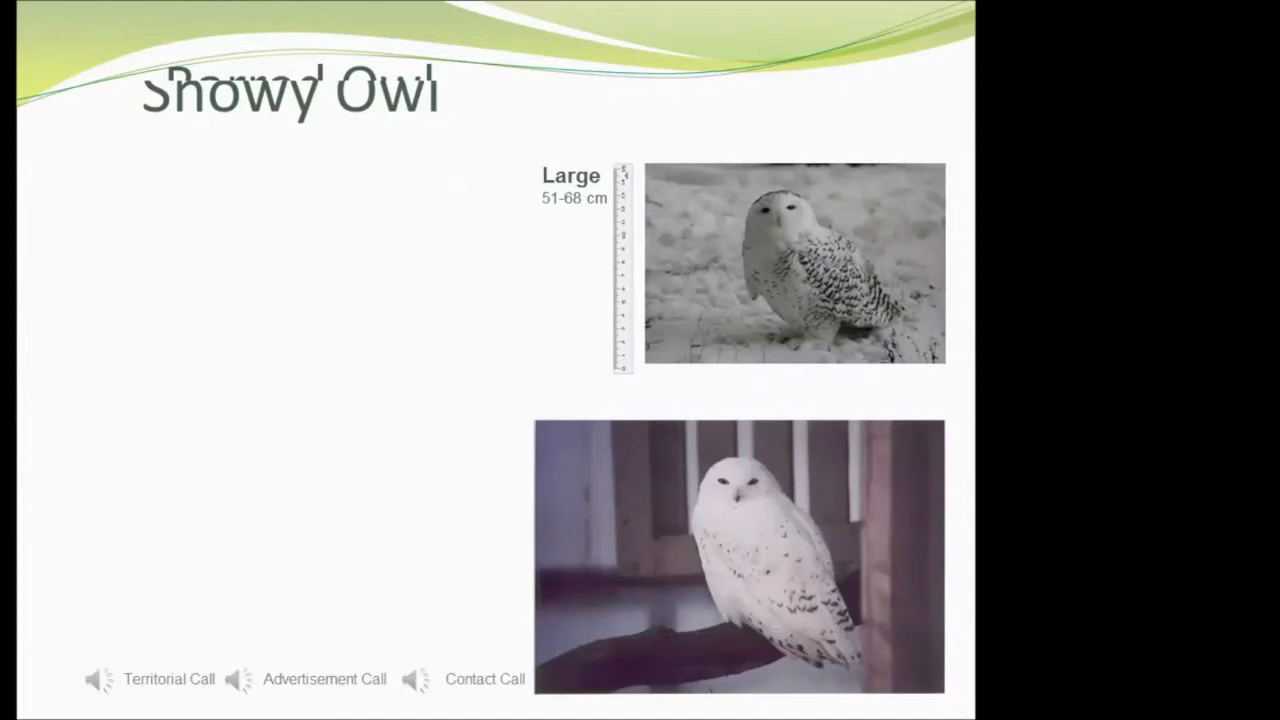 Snowy Owl
Large
51-68 cm
Territorial Call
Advertisement Call
Contact Call